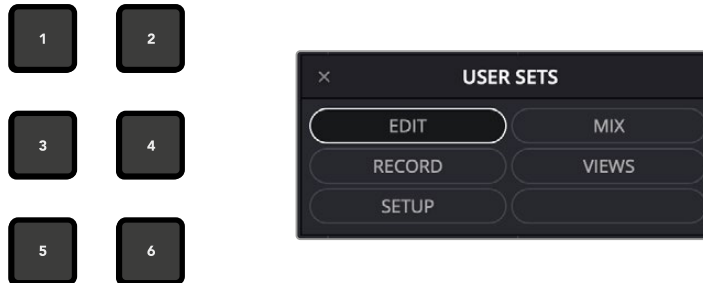 1 2
3 4
5 6
× USER SETS
EDIT MIX
RECORD VIEWS
SETUP